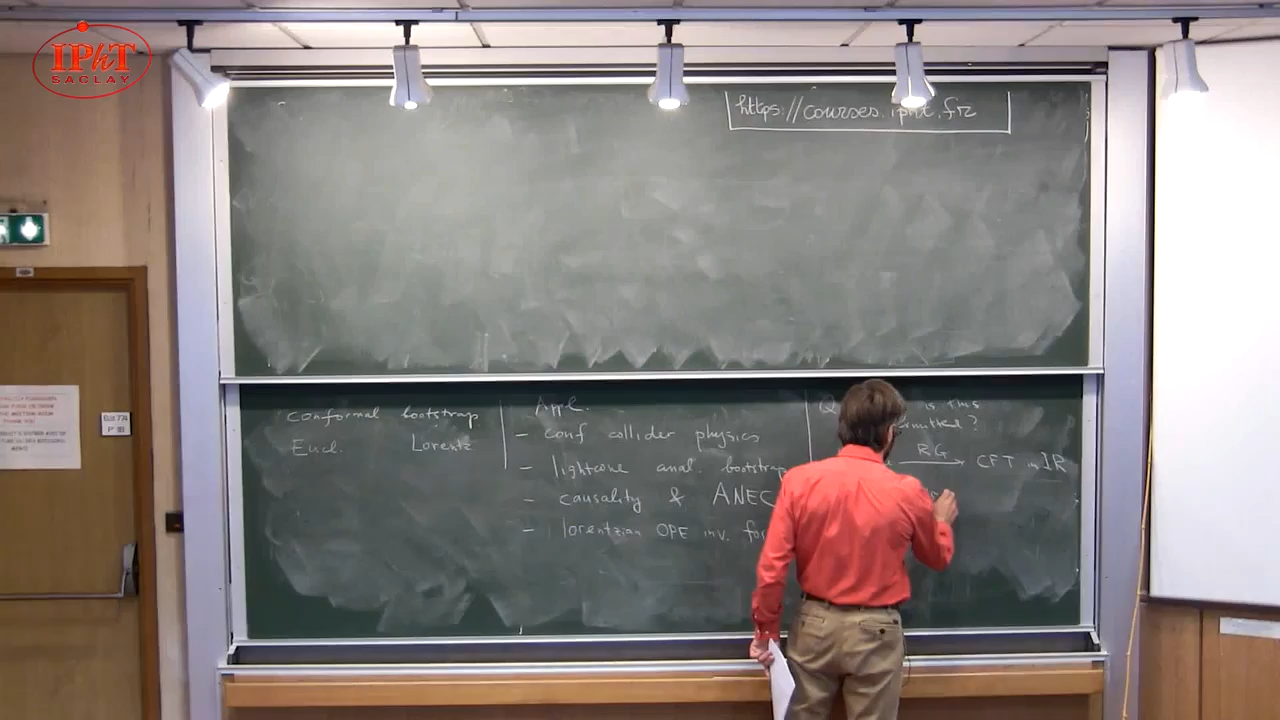 IPhT
SACLAY
https://courses.ipht.fr
conformal bootstrap
Eucl. Lorentz
Appl.
- conf collider physics
- lightcone anal. bootstrap
- causality & ANEC
- lorentzian OPE inv. for
Q is this
RG CFT in IR